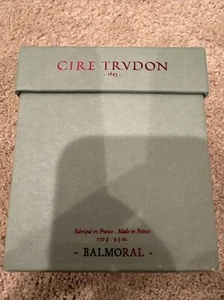 CIRE TRVDON
- 1643 -
Fabriqué en France . Made in France
270 g . 9.5 oz.
- BALMORAL -